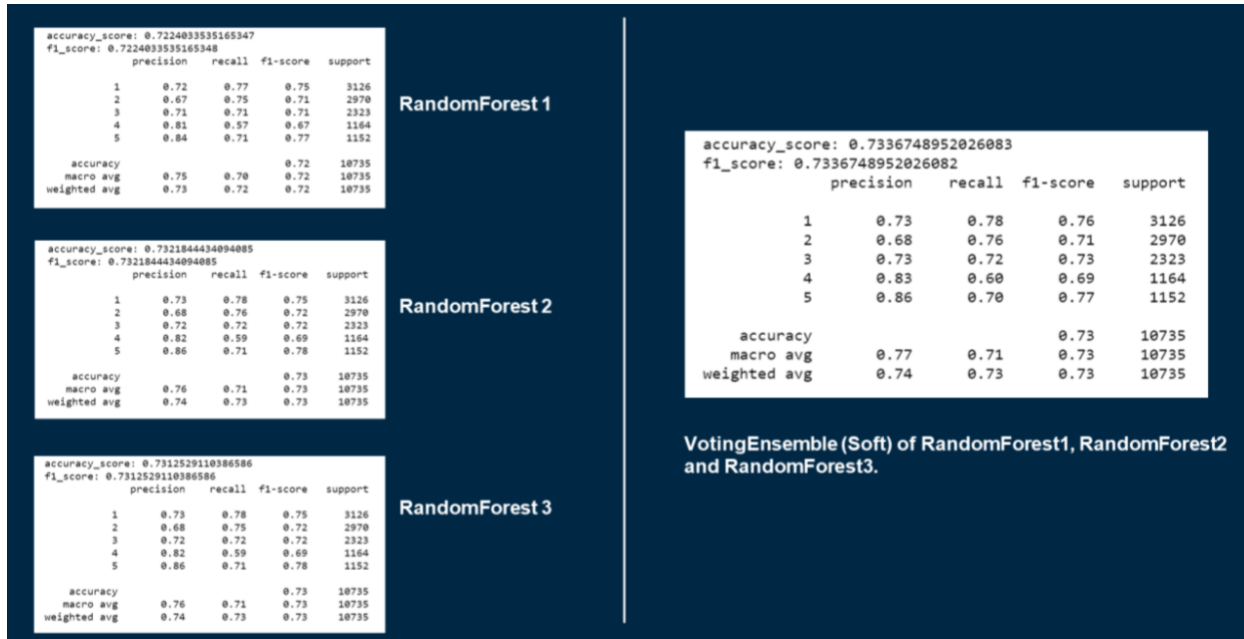 accuracy_score: 0.7224033535165347
f1_score: 0.7224033535165348
precision recall f1-score support
1 0.72 0.77 0.75 3126
2 0.67 0.75 0.71 2970
3 0.71 0.71 0.71 2323
4 0.81 0.57 0.67 1164
5 0.84 0.71 0.77 1152
accuracy 0.72 10735
macro avg 0.75 0.70 0.72 10735
weighted avg 0.73 0.72 0.72 10735
RandomForest 1
accuracy_score: 0.7321844434094085
f1_score: 0.7321844434094085
precision recall f1-score support
1 0.73 0.78 0.75 3126
2 0.68 0.76 0.72 2970
3 0.72 0.72 0.72 2323
4 0.82 0.59 0.69 1164
5 0.86 0.71 0.78 1152
accuracy 0.73 10735
macro avg 0.76 0.71 0.73 10735
weighted avg 0.74 0.73 0.73 10735
RandomForest 2
accuracy_score: 0.7312529110386586
f1_score: 0.7312529110386586
precision recall f1-score support
1 0.73 0.78 0.75 3126
2 0.68 0.75 0.72 2970
3 0.72 0.72 0.72 2323
4 0.82 0.59 0.69 1164
5 0.86 0.71 0.78 1152
accuracy 0.73 10735
macro avg 0.76 0.71 0.73 10735
weighted avg 0.74 0.73 0.73 10735
RandomForest 3
accuracy_score: 0.7336748952026083
f1_score: 0.7336748952026082
precision recall f1-score support
1 0.73 0.78 0.76 3126
2 0.68 0.76 0.71 2970
3 0.73 0.72 0.73 2323
4 0.83 0.60 0.69 1164
5 0.86 0.70 0.77 1152
accuracy 0.73 10735
macro avg 0.77 0.71 0.73 10735
weighted avg 0.74 0.73 0.73 10735
VotingEnsemble (Soft) of RandomForest1, RandomForest2
and RandomForest3.